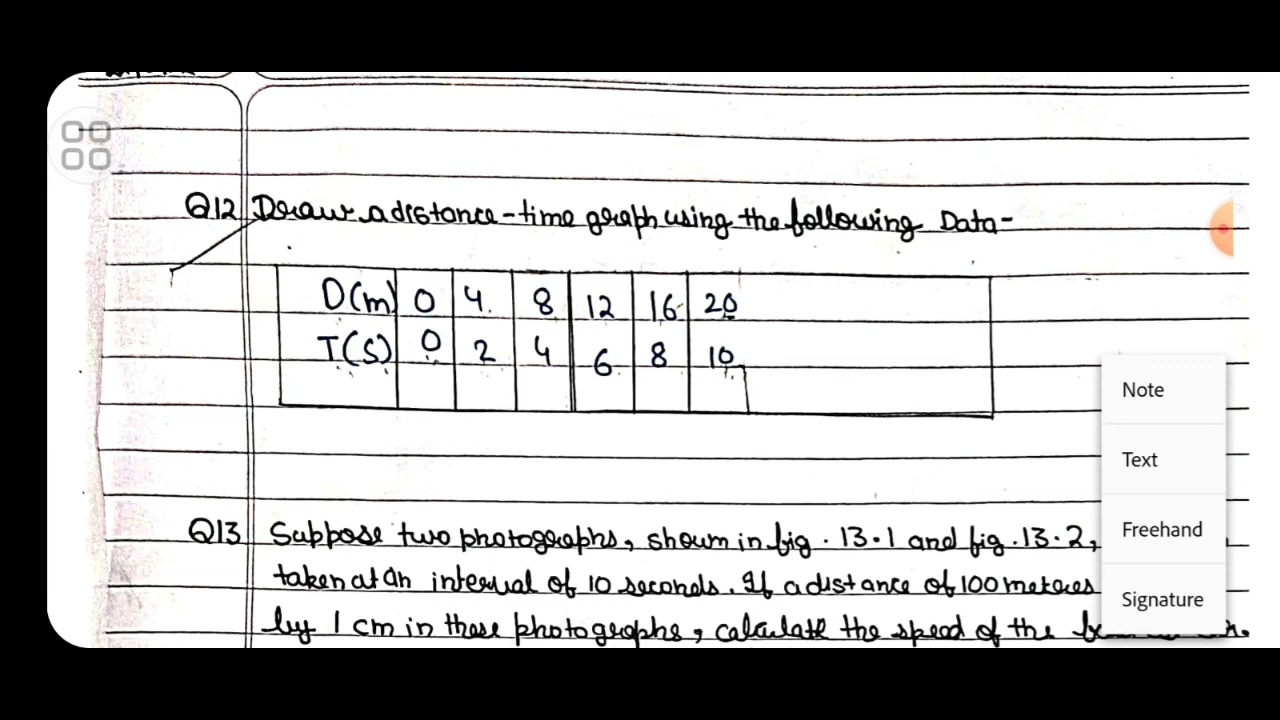 Q12 Draw a distance-time graph using the following Data-
D(m) 0 4 8 12 16 20
T(S) 0 2 4 6 8 10
Note
Text
Q13 Suppose two photographs, shown in fig. 13.1 and fig. 13.2,
Freehand
taken at an interval of 10 seconds. If a distance of 100 meteres
Signature
by 1 cm in these photographs, calculate the speed of the